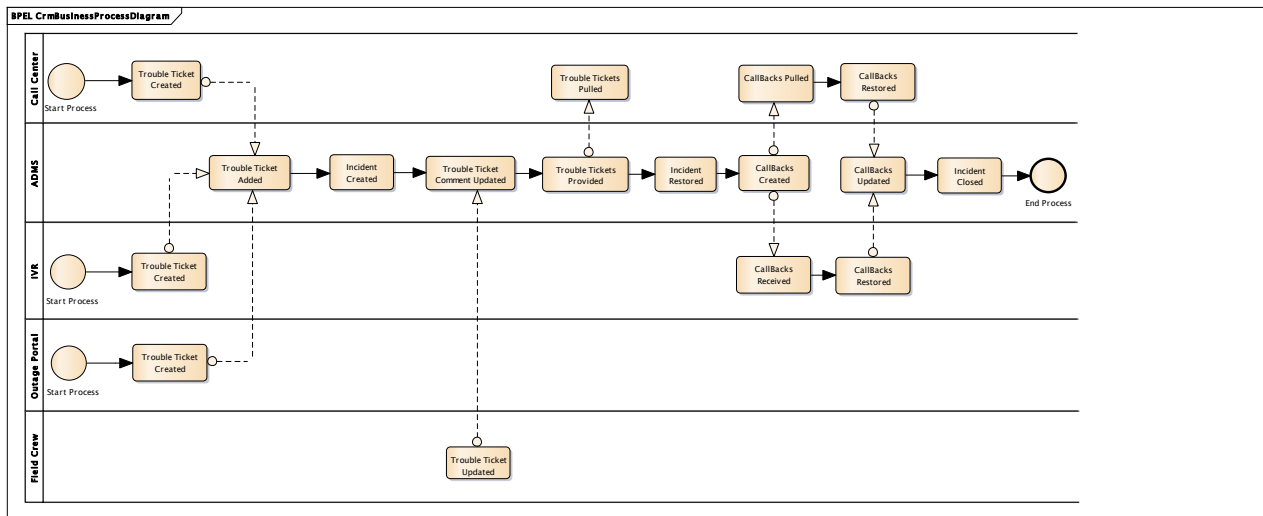 BPEL CrmBusinessProcessDiagram
Call Center
Start Process
Trouble Ticket
Created
Trouble Tickets
Pulled
CallBacks Pulled
CallBacks
Restored
ADMS
Trouble Ticket
Added
Incident
Created
Trouble Ticket
Comment Updated
Trouble Tickets
Provided
Incident
Restored
CallBacks
Created
CallBacks
Updated
Incident
Closed
End Process
IVR
Start Process
Trouble Ticket
Created
CallBacks
Received
CallBacks
Restored
Outage Portal
Start Process
Trouble Ticket
Created
Field Crew
Trouble Ticket
Updated